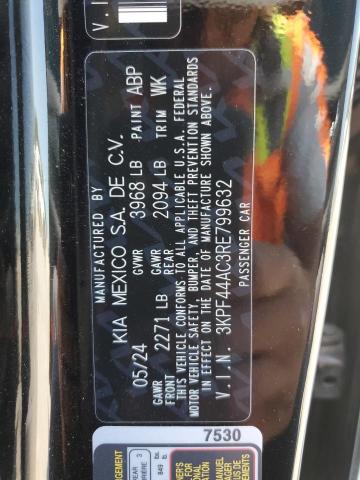 V.I
MANUFACTURED BY
KIA MEXICO S.A. DE C.V.
05/24 GVWR 3968 LB PAINT ABP
GAWR FRONT 2271 LB GAWR REAR 2094 LB TRIM WK
THIS VEHICLE CONFORMS TO ALL APPLICABLE U.S.A. FEDERAL
MOTOR VEHICLE SAFETY, BUMPER, AND THEFT PREVENTION STANDARDS
IN EFFECT ON THE DATE OF MANUFACTURE SHOWN ABOVE.
V.I.N. 3KPF44AC3RE799632
PASSENGER CAR
7530